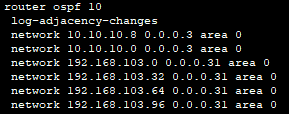 router ospf 10
log-adjacency-changes
network 10.10.10.8 0.0.0.3 area 0
network 10.10.10.0 0.0.0.3 area 0
network 192.168.103.0 0.0.0.31 area 0
network 192.168.103.32 0.0.0.31 area 0
network 192.168.103.64 0.0.0.31 area 0
network 192.168.103.96 0.0.0.31 area 0